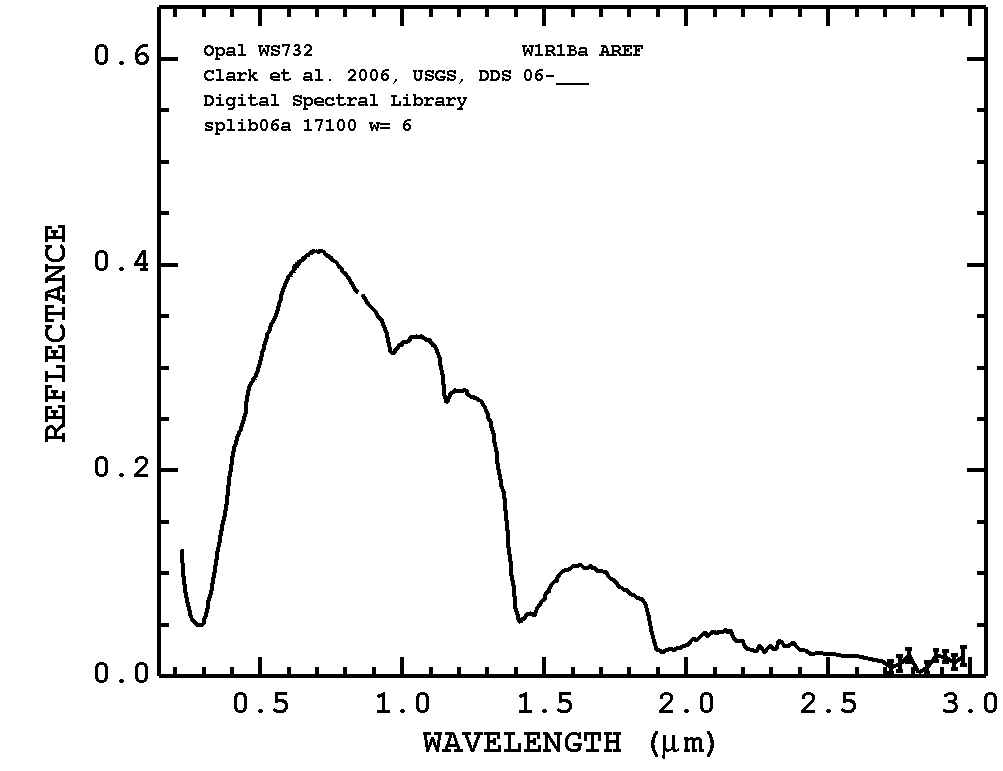 Opal WS732 W1R1Ba AREF
Clark et al. 2006, USGS, DDS 06-___
Digital Spectral Library
splib06a 17100 w= 6
REFLECTANCE
0.6
0.4
0.2
0.0
0.5 1.0 1.5 2.0 2.5 3.0
WAVELENGTH (μm)